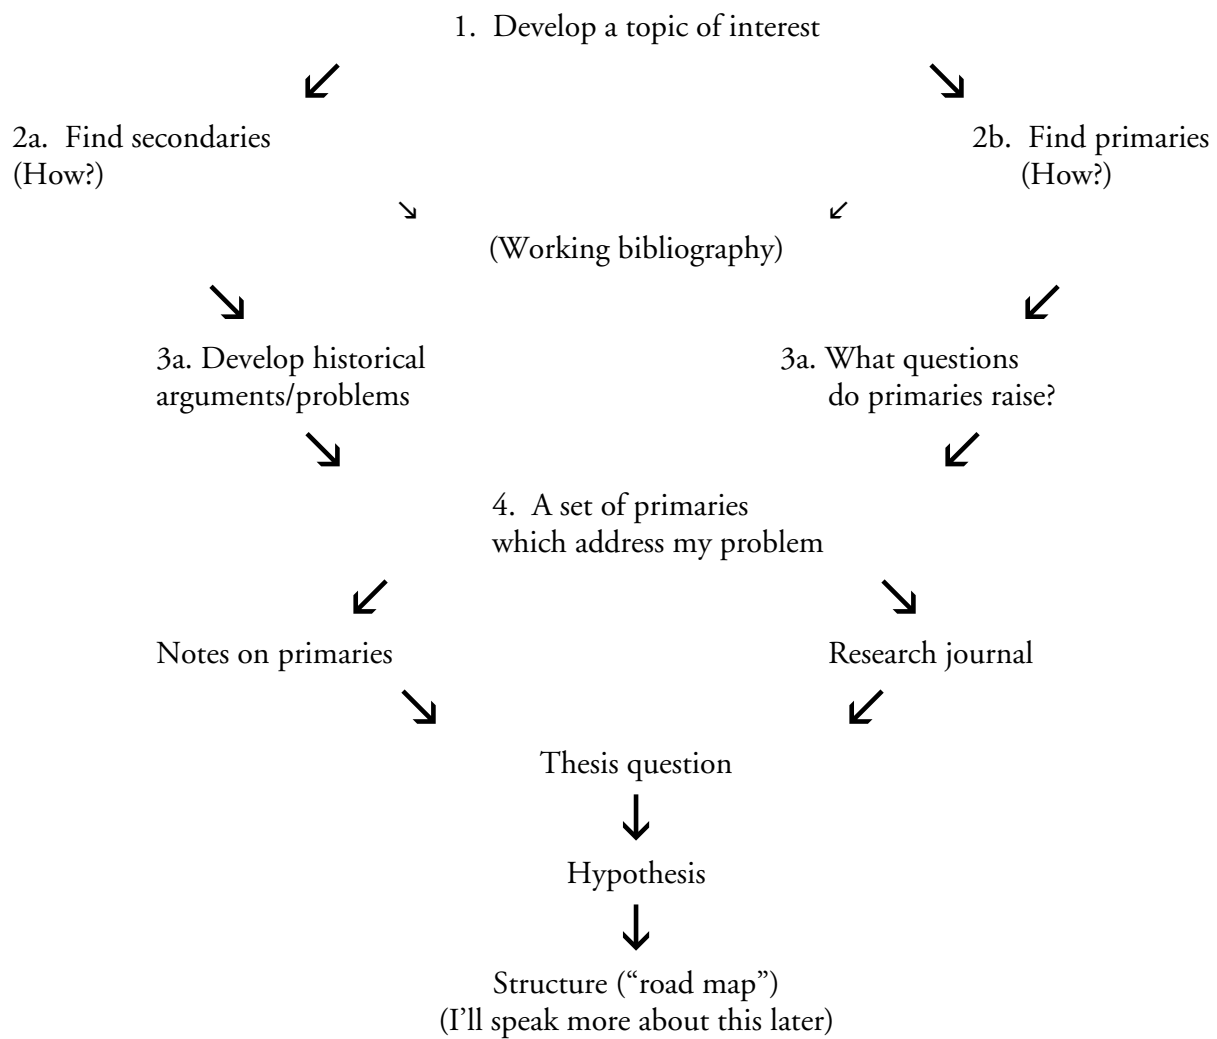 1. Develop a topic of interest
2a. Find secondaries
(How?)
2b. Find primaries
(How?)
(Working bibliography)
3a. Develop historical
arguments/problems
3a. What questions
do primaries raise?
4. A set of primaries
which address my problem
Notes on primaries
Research journal
Thesis question
Hypothesis
Structure (“road map”)
(I’ll speak more about this later)